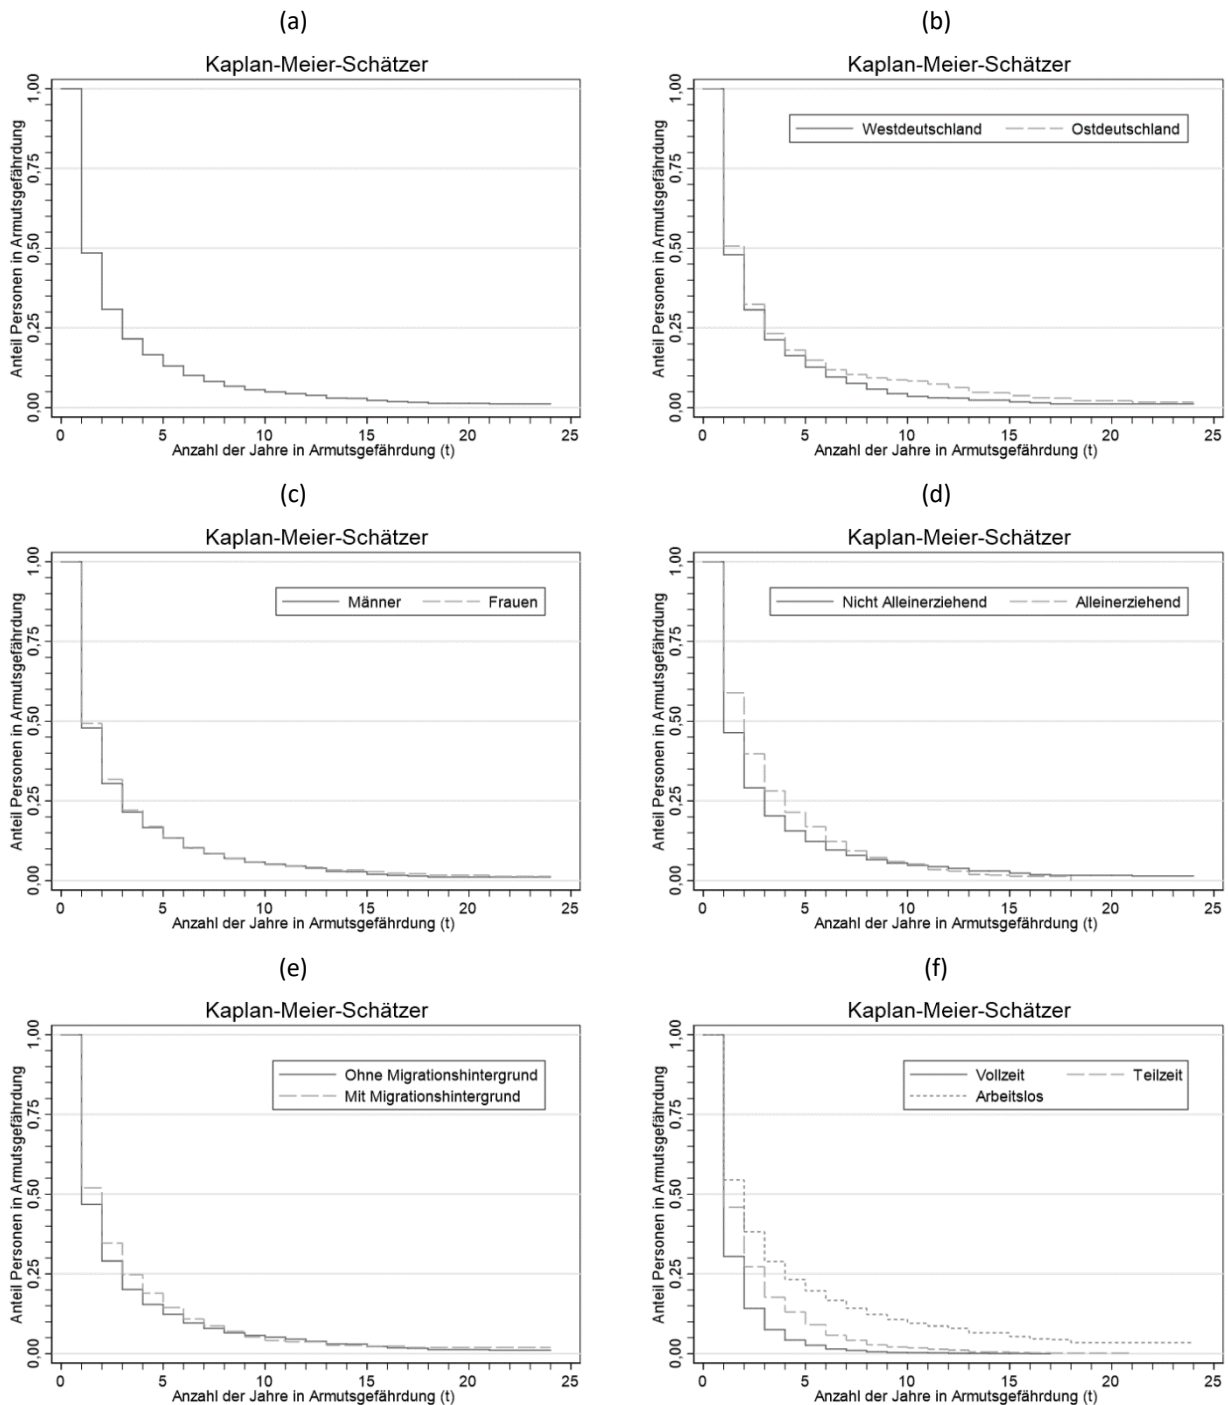 (a)
Kaplan-Meier-Schätzer
Anteil Personen in Armutsgefährdung
1,00
0,75
0,50
0,25
0,00
0 5 10 15 20 25
Anzahl der Jahre in Armutsgefährdung (t)
(b)
Kaplan-Meier-Schätzer
Westdeutschland Ostdeutschland
Anteil Personen in Armutsgefährdung
1,00
0,75
0,50
0,25
0,00
0 5 10 15 20 25
Anzahl der Jahre in Armutsgefährdung (t)
(c)
Kaplan-Meier-Schätzer
Männer Frauen
Anteil Personen in Armutsgefährdung
1,00
0,75
0,50
0,25
0,00
0 5 10 15 20 25
Anzahl der Jahre in Armutsgefährdung (t)
(d)
Kaplan-Meier-Schätzer
Nicht Alleinerziehend Alleinerziehend
Anteil Personen in Armutsgefährdung
1,00
0,75
0,50
0,25
0,00
0 5 10 15 20 25
Anzahl der Jahre in Armutsgefährdung (t)
(e)
Kaplan-Meier-Schätzer
Ohne Migrationshintergrund
Mit Migrationshintergrund
Anteil Personen in Armutsgefährdung
1,00
0,75
0,50
0,25
0,00
0 5 10 15 20 25
Anzahl der Jahre in Armutsgefährdung (t)
(f)
Kaplan-Meier-Schätzer
Vollzeit Teilzeit
Arbeitslos
Anteil Personen in Armutsgefährdung
1,00
0,75
0,50
0,25
0,00
0 5 10 15 20 25
Anzahl der Jahre in Armutsgefährdung (t)